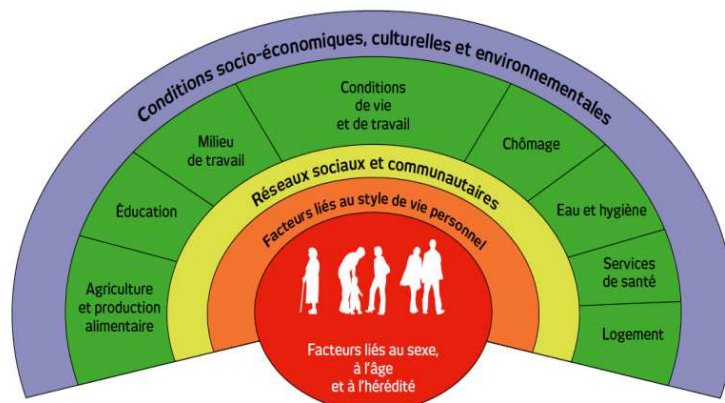 Conditions socio-économiques, culturelles et environnementales
Conditions
de vie
et de travail
Milieu
de travail
Chômage
Éducation
Eau et hygiène
Agriculture
et production
alimentaire
Services
de santé
Logement
Réseaux sociaux et communautaires
Facteurs liés au style de vie personnel
Facteurs liés au sexe,
à l'âge
et à l'hérédité